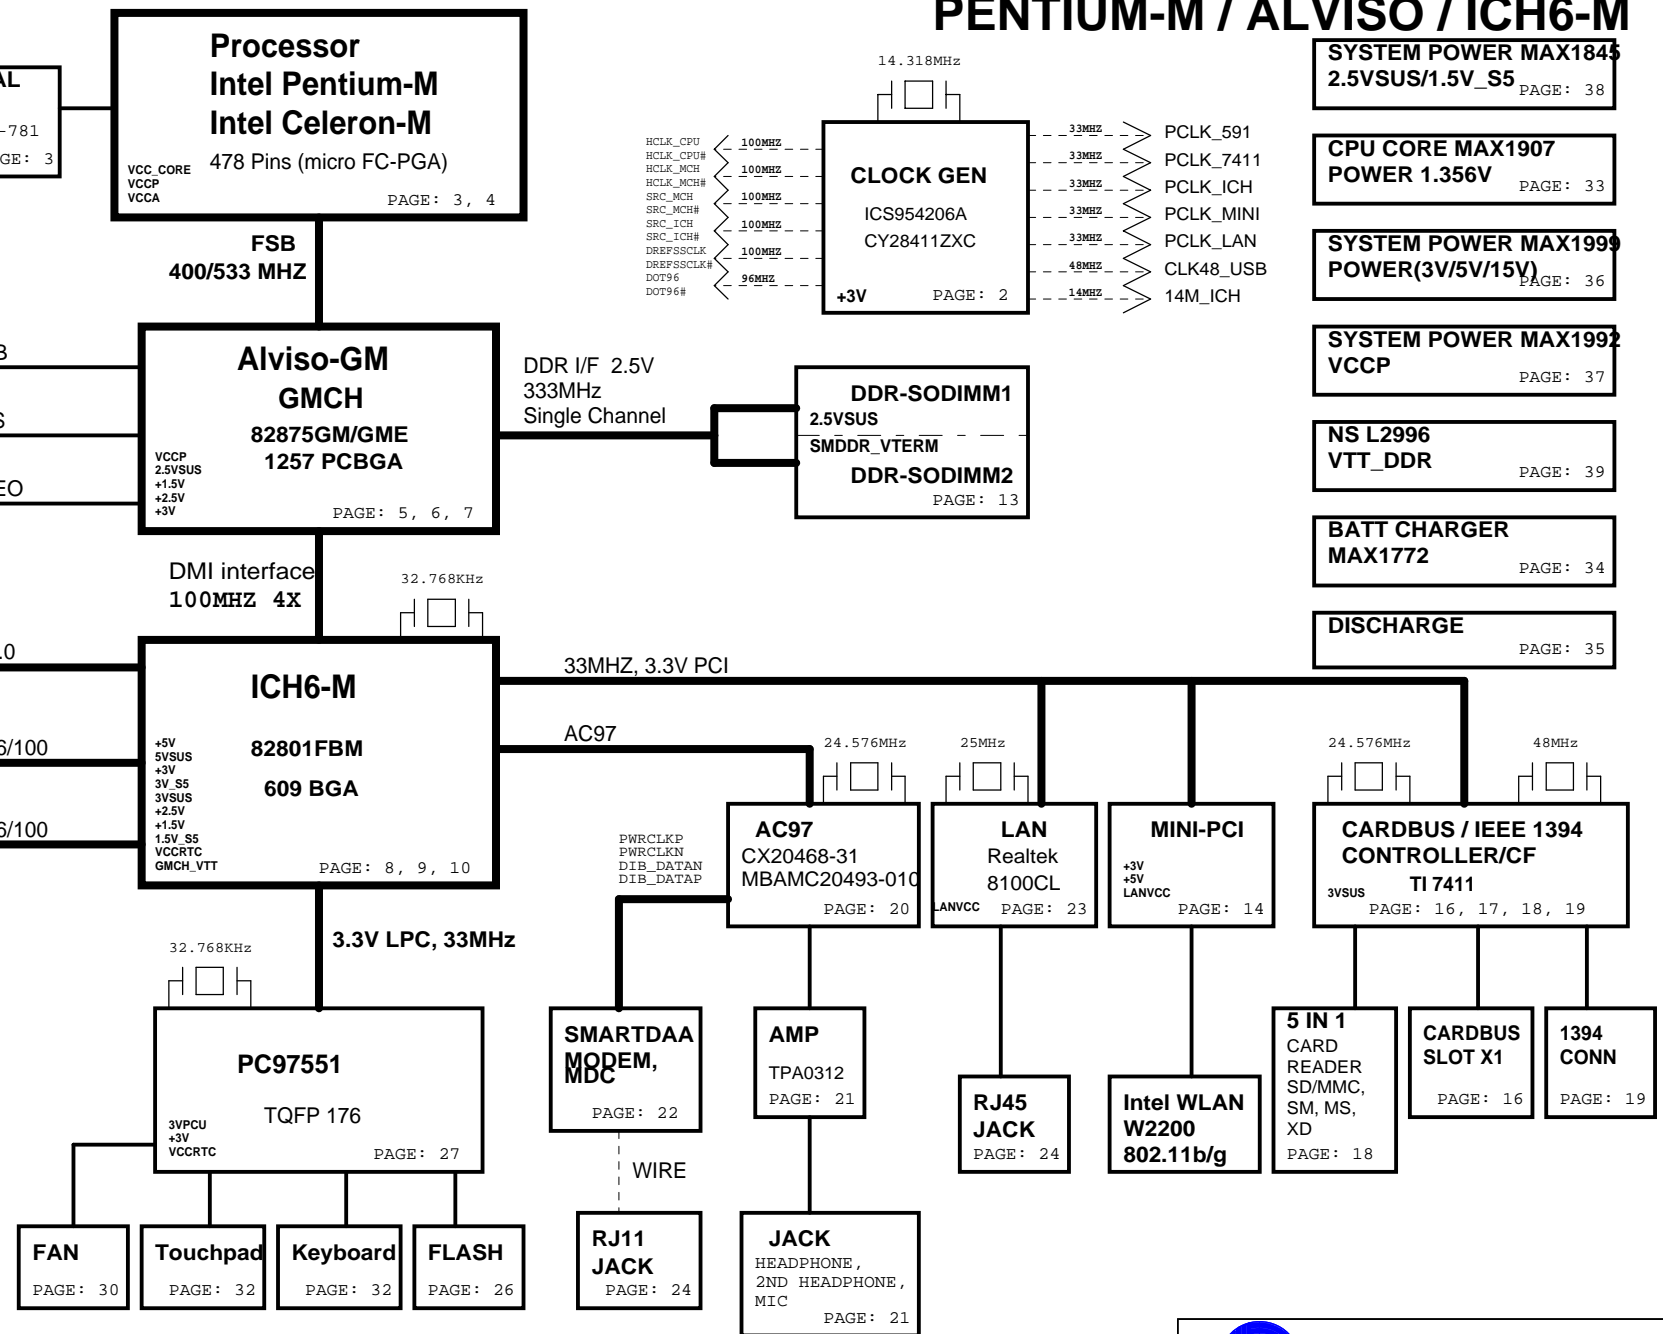 PENTIUM-M / ALVISO / ICH6-M
AL
-781
GE: 3
Processor
Intel Pentium-M
Intel Celeron-M
478 Pins (micro FC-PGA)
VCC_CORE
VCCP
VCCA
PAGE: 3, 4
FSB
400/533 MHZ
14.318MHz
HCLK_CPU
HCLK_CPU#
HCLK_MCH
HCLK_MCH#
SRC_MCH
SRC_MCH#
SRC_ICH
SRC_ICH#
DREFSSCLK
DREFSSCLK#
DOT96
DOT96#
100MHZ
100MHZ
100MHZ
100MHZ
100MHZ
96MHZ
CLOCK GEN
ICS954206A
CY28411ZXC
+3V
PAGE: 2
33MHZ PCLK_591
33MHZ PCLK_7411
33MHZ PCLK_ICH
33MHZ PCLK_MINI
33MHZ PCLK_LAN
48MHZ CLK48_USB
14MHZ 14M_ICH
SYSTEM POWER MAX1845
2.5VSUS/1.5V_S5
PAGE: 38
CPU CORE MAX1907
POWER 1.356V
PAGE: 33
SYSTEM POWER MAX1999
POWER(3V/5V/15V)
PAGE: 36
SYSTEM POWER MAX1992
VCCP
PAGE: 37
NS L2996
VTT_DDR
PAGE: 39
BATT CHARGER
MAX1772
PAGE: 34
DISCHARGE
PAGE: 35
B
S
EO
Alviso-GM
GMCH
82875GM/GME
1257 PCBGA
VCCP
2.5VSUS
+1.5V
+2.5V
+3V
PAGE: 5, 6, 7
DDR I/F 2.5V
333MHz
Single Channel
DDR-SODIMM1
2.5VSUS
SMDDR_VTERM
DDR-SODIMM2
PAGE: 13
DMI interface
100MHZ 4X
32.768KHz
.0
6/100
6/100
ICH6-M
82801FBM
609 BGA
+5V
5VSUS
+3V
3V_S5
3VSUS
+2.5V
+1.5V
1.5V_S5
VCCRTC
GMCH_VTT
PAGE: 8, 9, 10
33MHZ, 3.3V PCI
AC97
24.576MHz
25MHz
24.576MHz
48MHz
PWRCLKP
PWRCLKN
DIB_DATAN
DIB_DATAP
AC97
CX20468-31
MBAMC20493-010
PAGE: 20
LAN
Realtek
8100CL
LANVCC
PAGE: 23
MINI-PCI
+3V
+5V
LANVCC
PAGE: 14
CARDBUS / IEEE 1394
CONTROLLER/CF
TI 7411
3VSUS
PAGE: 16, 17, 18, 19
3.3V LPC, 33MHz
32.768KHz
PC97551
TQFP 176
3VPCU
+3V
VCCRTC
PAGE: 27
SMARTDAA
MODEM,
MDC
PAGE: 22
WIRE
AMP
TPA0312
PAGE: 21
RJ45
JACK
PAGE: 24
Intel WLAN
W2200
802.11b/g
5 IN 1
CARD
READER
SD/MMC,
SM, MS,
XD
PAGE: 18
CARDBUS
SLOT X1
PAGE: 16
1394
CONN
PAGE: 19
FAN
PAGE: 30
Touchpad
PAGE: 32
Keyboard
PAGE: 32
FLASH
PAGE: 26
RJ11
JACK
PAGE: 24
JACK
HEADPHONE,
2ND HEADPHONE,
MIC
PAGE: 21